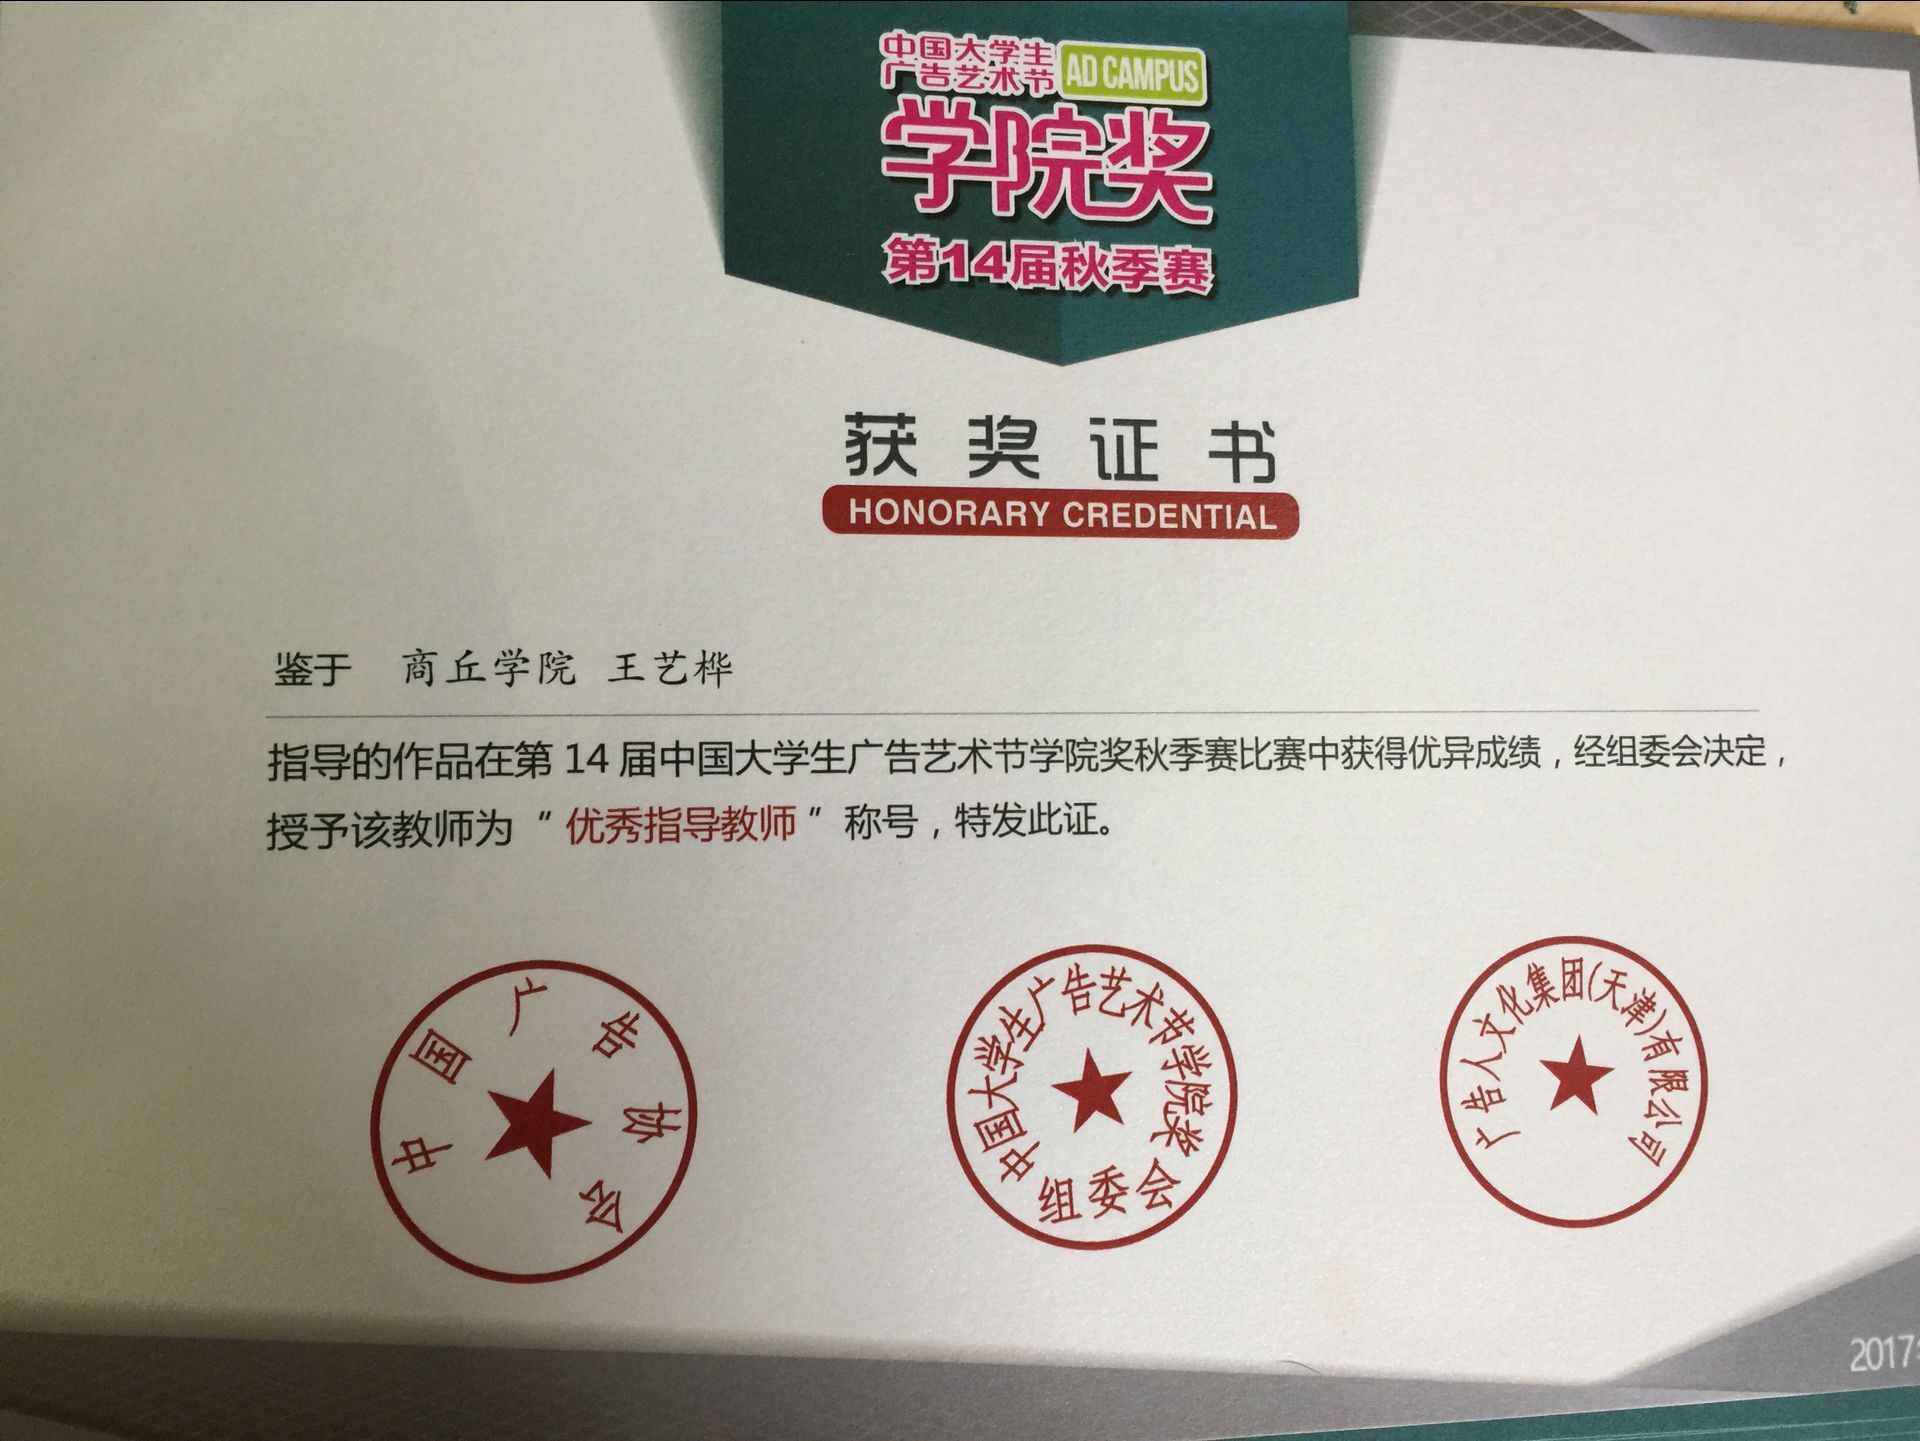 中国大学生
广告艺术节 AD CAMPUS
学院奖
第14届秋季赛
获奖证书
HONORARY CREDENTIAL
鉴于 商丘学院 王艺桦
指导的作品在第 14 届中国大学生广告艺术节学院奖秋季赛比赛中获得优异成绩，经组委会决定，
授予该教师为“优秀指导教师”称号，特发此证。
中国广告协会
中国大学生广告艺术节学院奖
组委会
广告人文化集团(天津)有限公司
2017